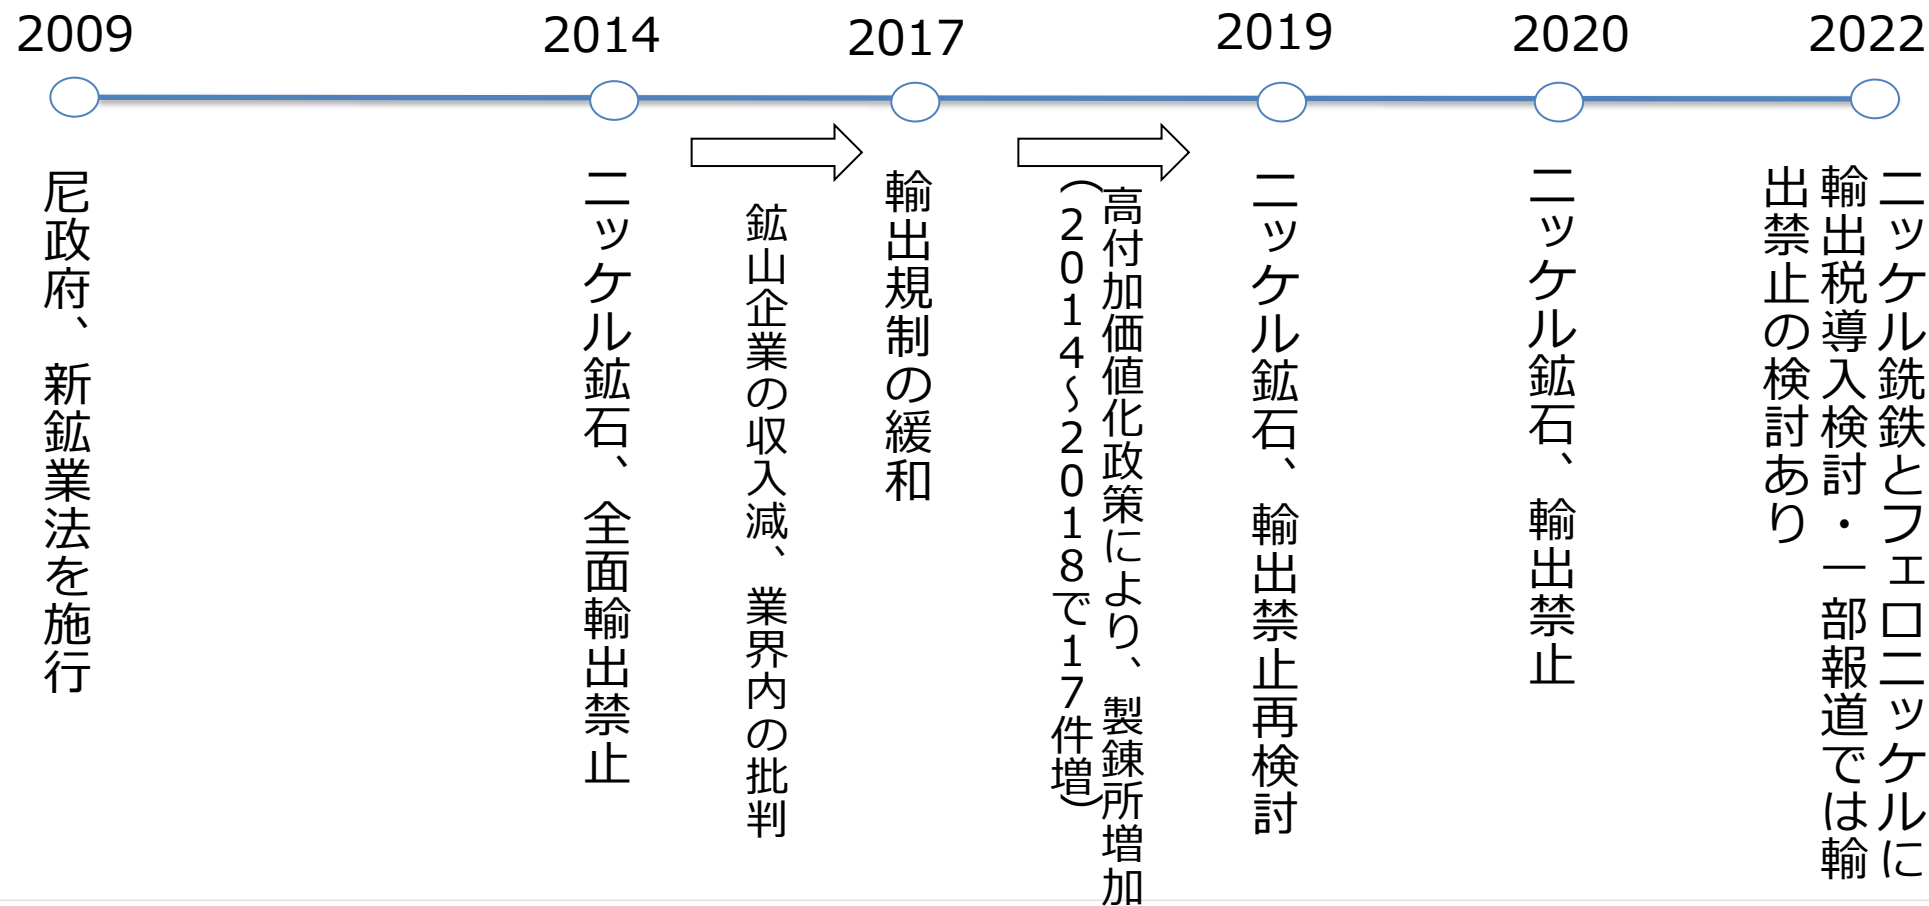 2009
2014
2017
2019
2020
2022
尼政府、新鉱業法を施行
ニッケル鉱石、全面輸出禁止
鉱山企業の収入減、業界内の批判
輸出規制の緩和
高付加価値化政策により、製錬所増加
（２０１４～２０１８で１７件増）
ニッケル鉱石、輸出禁止再検討
ニッケル鉱石、輸出禁止
ニッケル銑鉄とフェロニッケルに
輸出税導入検討・一部報道では輸
出禁止の検討あり